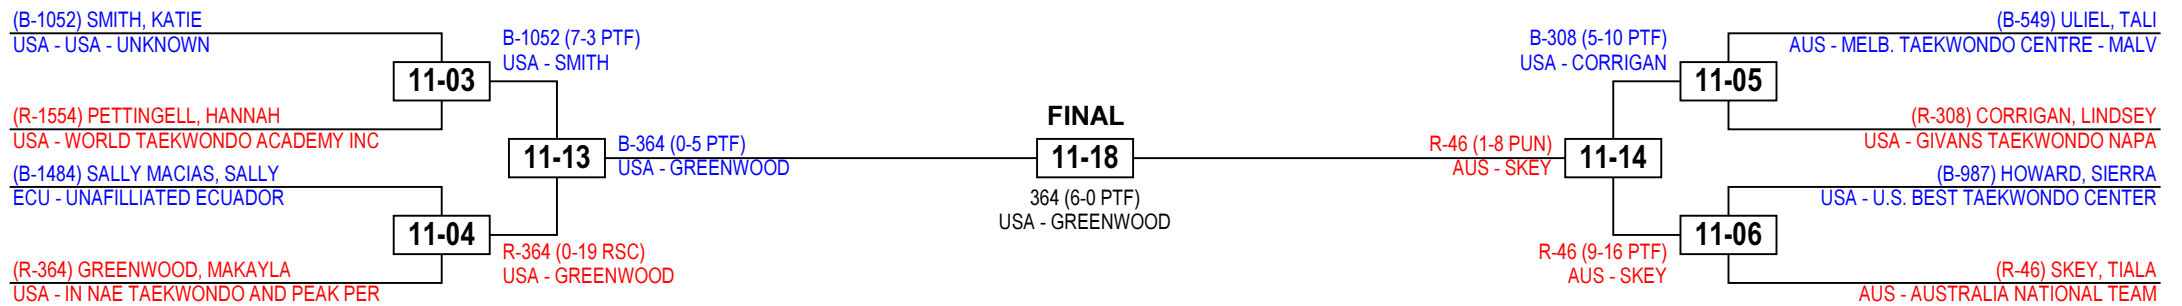 (B-1052) SMITH, KATIE
USA - USA - UNKNOWN
(R-1554) PETTINGELL, HANNAH
USA - WORLD TAEKWONDO ACADEMY INC
(B-1484) SALLY MACIAS, SALLY
ECU - UNAFILLIATED ECUADOR
(R-364) GREENWOOD, MAKAYLA
USA - IN NAE TAEKWONDO AND PEAK PER
11-03
11-04
B-1052 (7-3 PTF)
USA - SMITH
R-364 (0-19 RSC)
USA - GREENWOOD
11-13
B-364 (0-5 PTF)
USA - GREENWOOD
FINAL
11-18
364 (6-0 PTF)
USA - GREENWOOD
R-46 (1-8 PUN)
AUS - SKEY
11-14
B-308 (5-10 PTF)
USA - CORRIGAN
R-46 (9-16 PTF)
AUS - SKEY
11-05
11-06
(B-549) ULIEL, TALI
AUS - MELB. TAEKWONDO CENTRE - MALV
(R-308) CORRIGAN, LINDSEY
USA - GIVANS TAEKWONDO NAPA
(B-987) HOWARD, SIERRA
USA - U.S. BEST TAEKWONDO CENTER
(R-46) SKEY, TIALA
AUS - AUSTRALIA NATIONAL TEAM